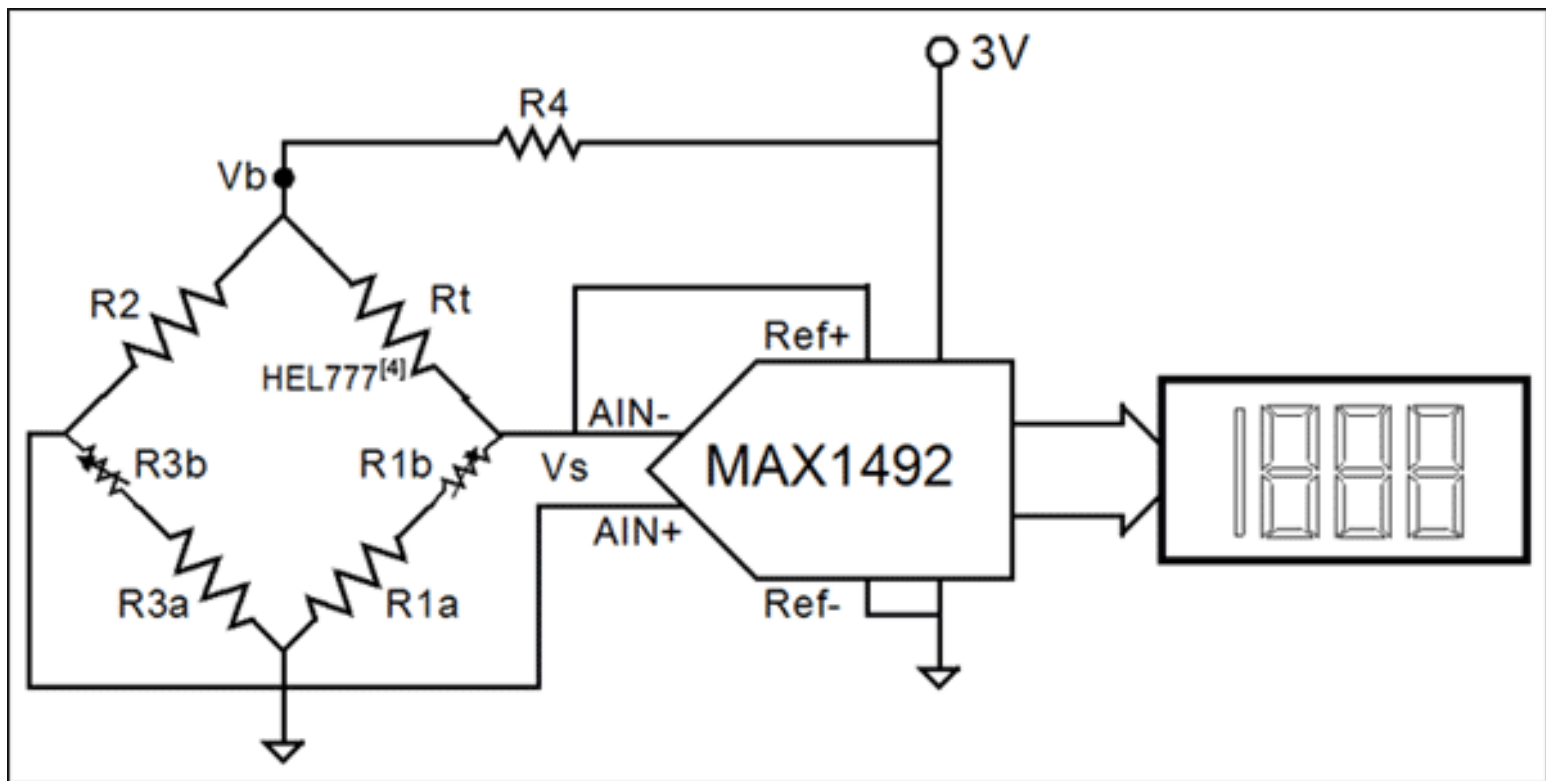 3V
R4
Vb
R2
Rt
HEL777[4]
Ref+
AIN-
R3b
R1b
Vs
MAX1492
1888
AIN+
R3a
R1a
Ref-